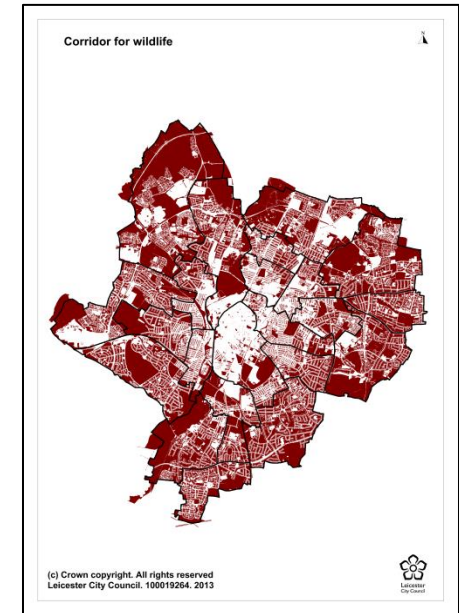 Corridor for wildlife
N
(c) Crown copyright. All rights reserved
Leicester City Council. 100019264. 2013
Leicester
City Council